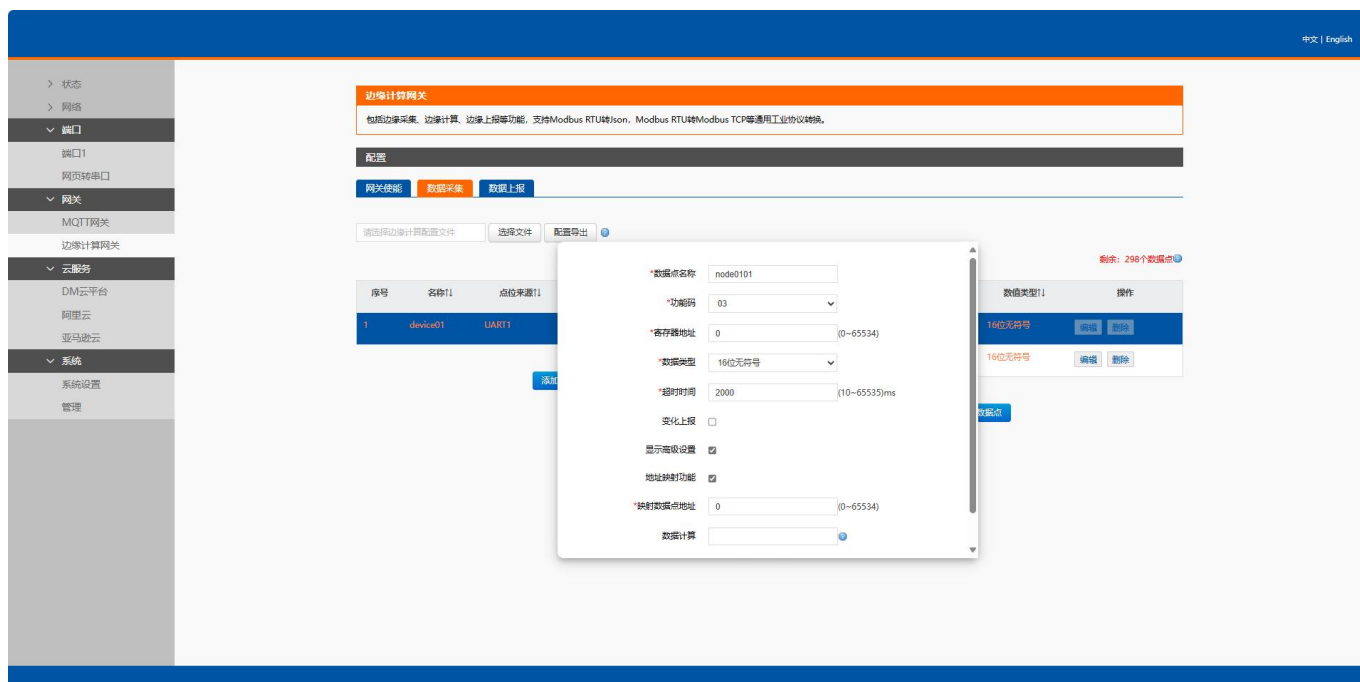 中文 | English
状态
网络
端口
端口1
网页转串口
网关
MQTT网关
边缘计算网关
云服务
DM云平台
阿里云
亚马逊云
系统
系统设置
管理
边缘计算网关
包括边缘采集、边缘计算、边缘上报等功能，支持Modbus RTU转Json、Modbus RTU转Modbus TCP等通用工业协议转换。
配置
网关使能 数据采集 数据上报
请选择边缘计算配置文件 选择文件 配置导出
剩余：298个数据点
序号 名称↑↓ 点位来源↑↓ 数值类型↑↓ 操作
1 device01 UART1 16位无符号 编辑 删除
16位无符号 编辑 删除
添加
数据点
*数据点名称 node0101
*功能码 03
*寄存器地址 0 (0~65534)
*数据类型 16位无符号
*超时时间 2000 (10~65535)ms
变化上报
显示高级设置
地址映射功能
*映射数据点地址 0 (0~65534)
数据计算